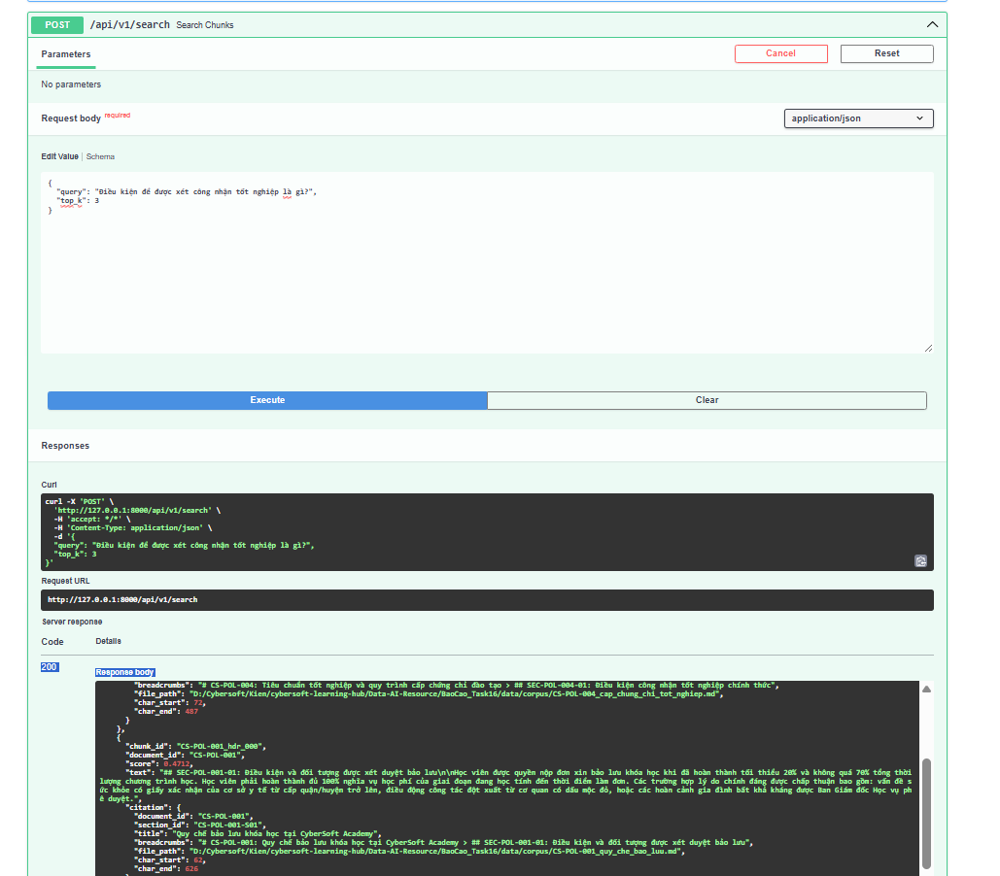 POST /api/v1/search Search Chunks
Parameters
Cancel
Reset
No parameters
Request body required
application/json
Edit Value | Schema
{
"query": "Điều kiện để được xét công nhận tốt nghiệp là gì?",
"top_k": 3
}
Execute
Clear
Responses
Curl
curl -X 'POST' \
'http://127.0.0.1:8000/api/v1/search' \
-H 'accept: */*' \
-H 'Content-Type: application/json' \
-d '{
"query": "Điều kiện để được xét công nhận tốt nghiệp là gì?",
"top_k": 3
}'
Request URL
http://127.0.0.1:8000/api/v1/search
Server response
Code Details
200
Response body
"breadcrumbs": "# CS-POL-004: Tiêu chuẩn tốt nghiệp và quy trình cấp chứng chỉ đào tạo > ## SEC-POL-004-01: Điều kiện công nhận tốt nghiệp chính thức",
"file_path": "D:/Cybersoft/Kien/cybersoft-learning-hub/Data-AI-Resource/BaoCao_Task16/data/corpus/CS-POL-004_cap_chung_chi_tot_nghiep.md",
"char_start": 72,
"char_end": 487
}
},
{
"chunk_id": "CS-POL-001_hdr_000",
"document_id": "CS-POL-001",
"score": 0.4712,
"text": "## SEC-POL-001-01: Điều kiện và đối tượng được xét duyệt bảo lưu\n\nHọc viên được quyền nộp đơn xin bảo lưu khóa học khi đã hoàn thành tối thiểu 20% và không quá 70% tổng thời
lượng chương trình học. Học viên phải hoàn thành đủ 100% nghĩa vụ học phí của giai đoạn đang học tính đến thời điểm làm đơn. Các trường hợp lý do chính đáng được chấp thuận bao gồm: vấn đề s
ức khỏe có giấy xác nhận của cơ sở y tế từ cấp quận/huyện trở lên, điều động công tác đột xuất từ cơ quan có dấu mộc đỏ, hoặc các hoàn cảnh gia đình bất khả kháng được Ban Giám đốc Học vụ ph
ê duyệt.",
"citation": {
"document_id": "CS-POL-001",
"section_id": "CS-POL-001-S01",
"title": "Quy chế bảo lưu khóa học tại CyberSoft Academy",
"breadcrumbs": "# CS-POL-001: Quy chế bảo lưu khóa học tại CyberSoft Academy > ## SEC-POL-001-01: Điều kiện và đối tượng được xét duyệt bảo lưu",
"file_path": "D:/Cybersoft/Kien/cybersoft-learning-hub/Data-AI-Resource/BaoCao_Task16/data/corpus/CS-POL-001_quy_che_bao_luu.md",
"char_start": 62,
"char_end": 626